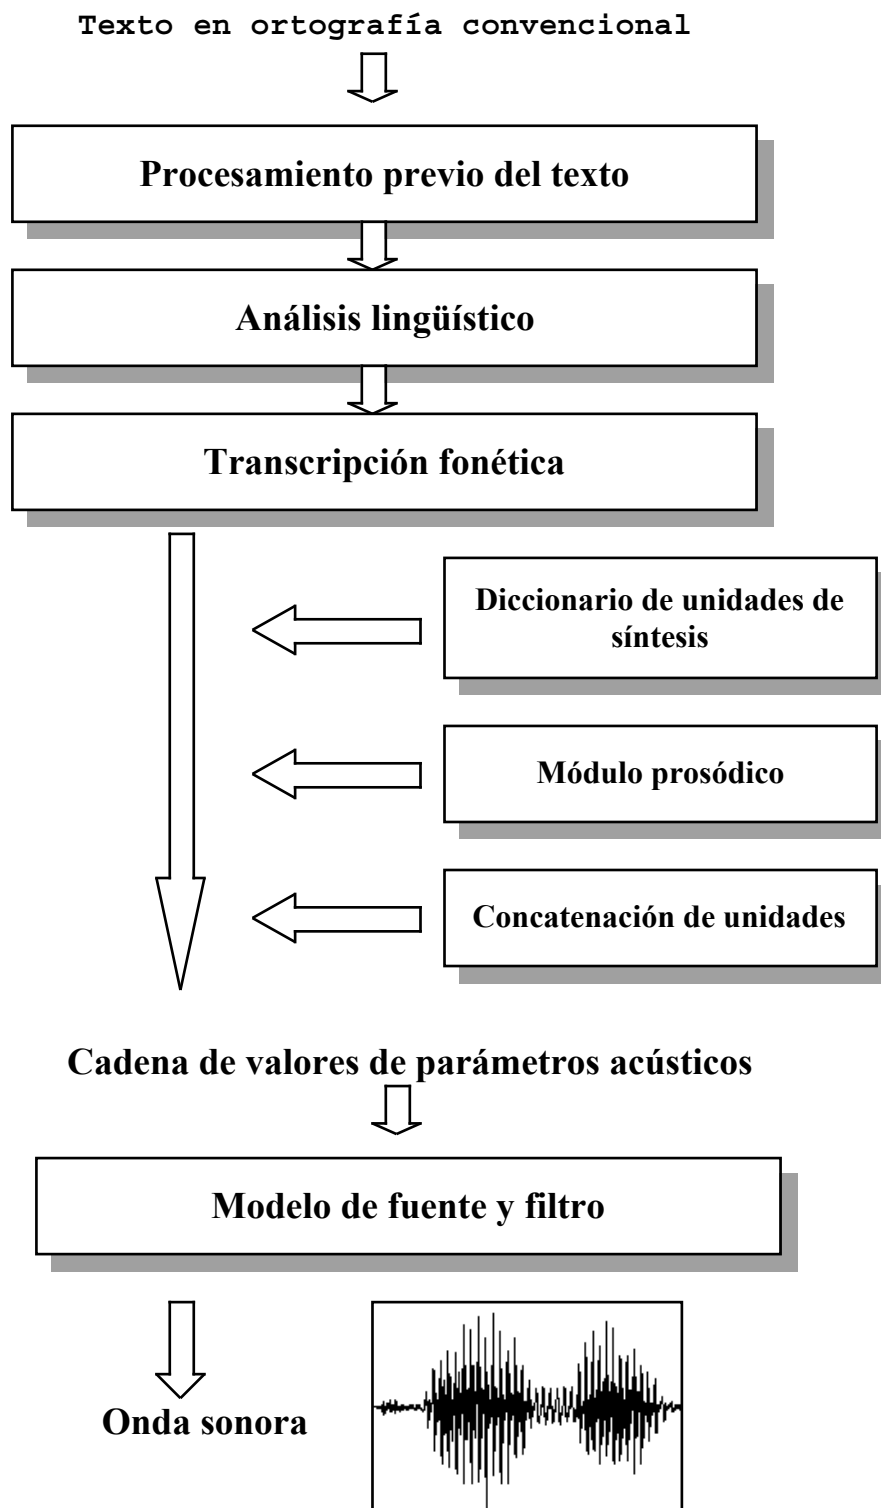 Texto en ortografía convencional
Procesamiento previo del texto
Análisis lingüístico
Transcripción fonética
Diccionario de unidades de
síntesis
Módulo prosódico
Concatenación de unidades
Cadena de valores de parámetros acústicos
Modelo de fuente y filtro
Onda sonora